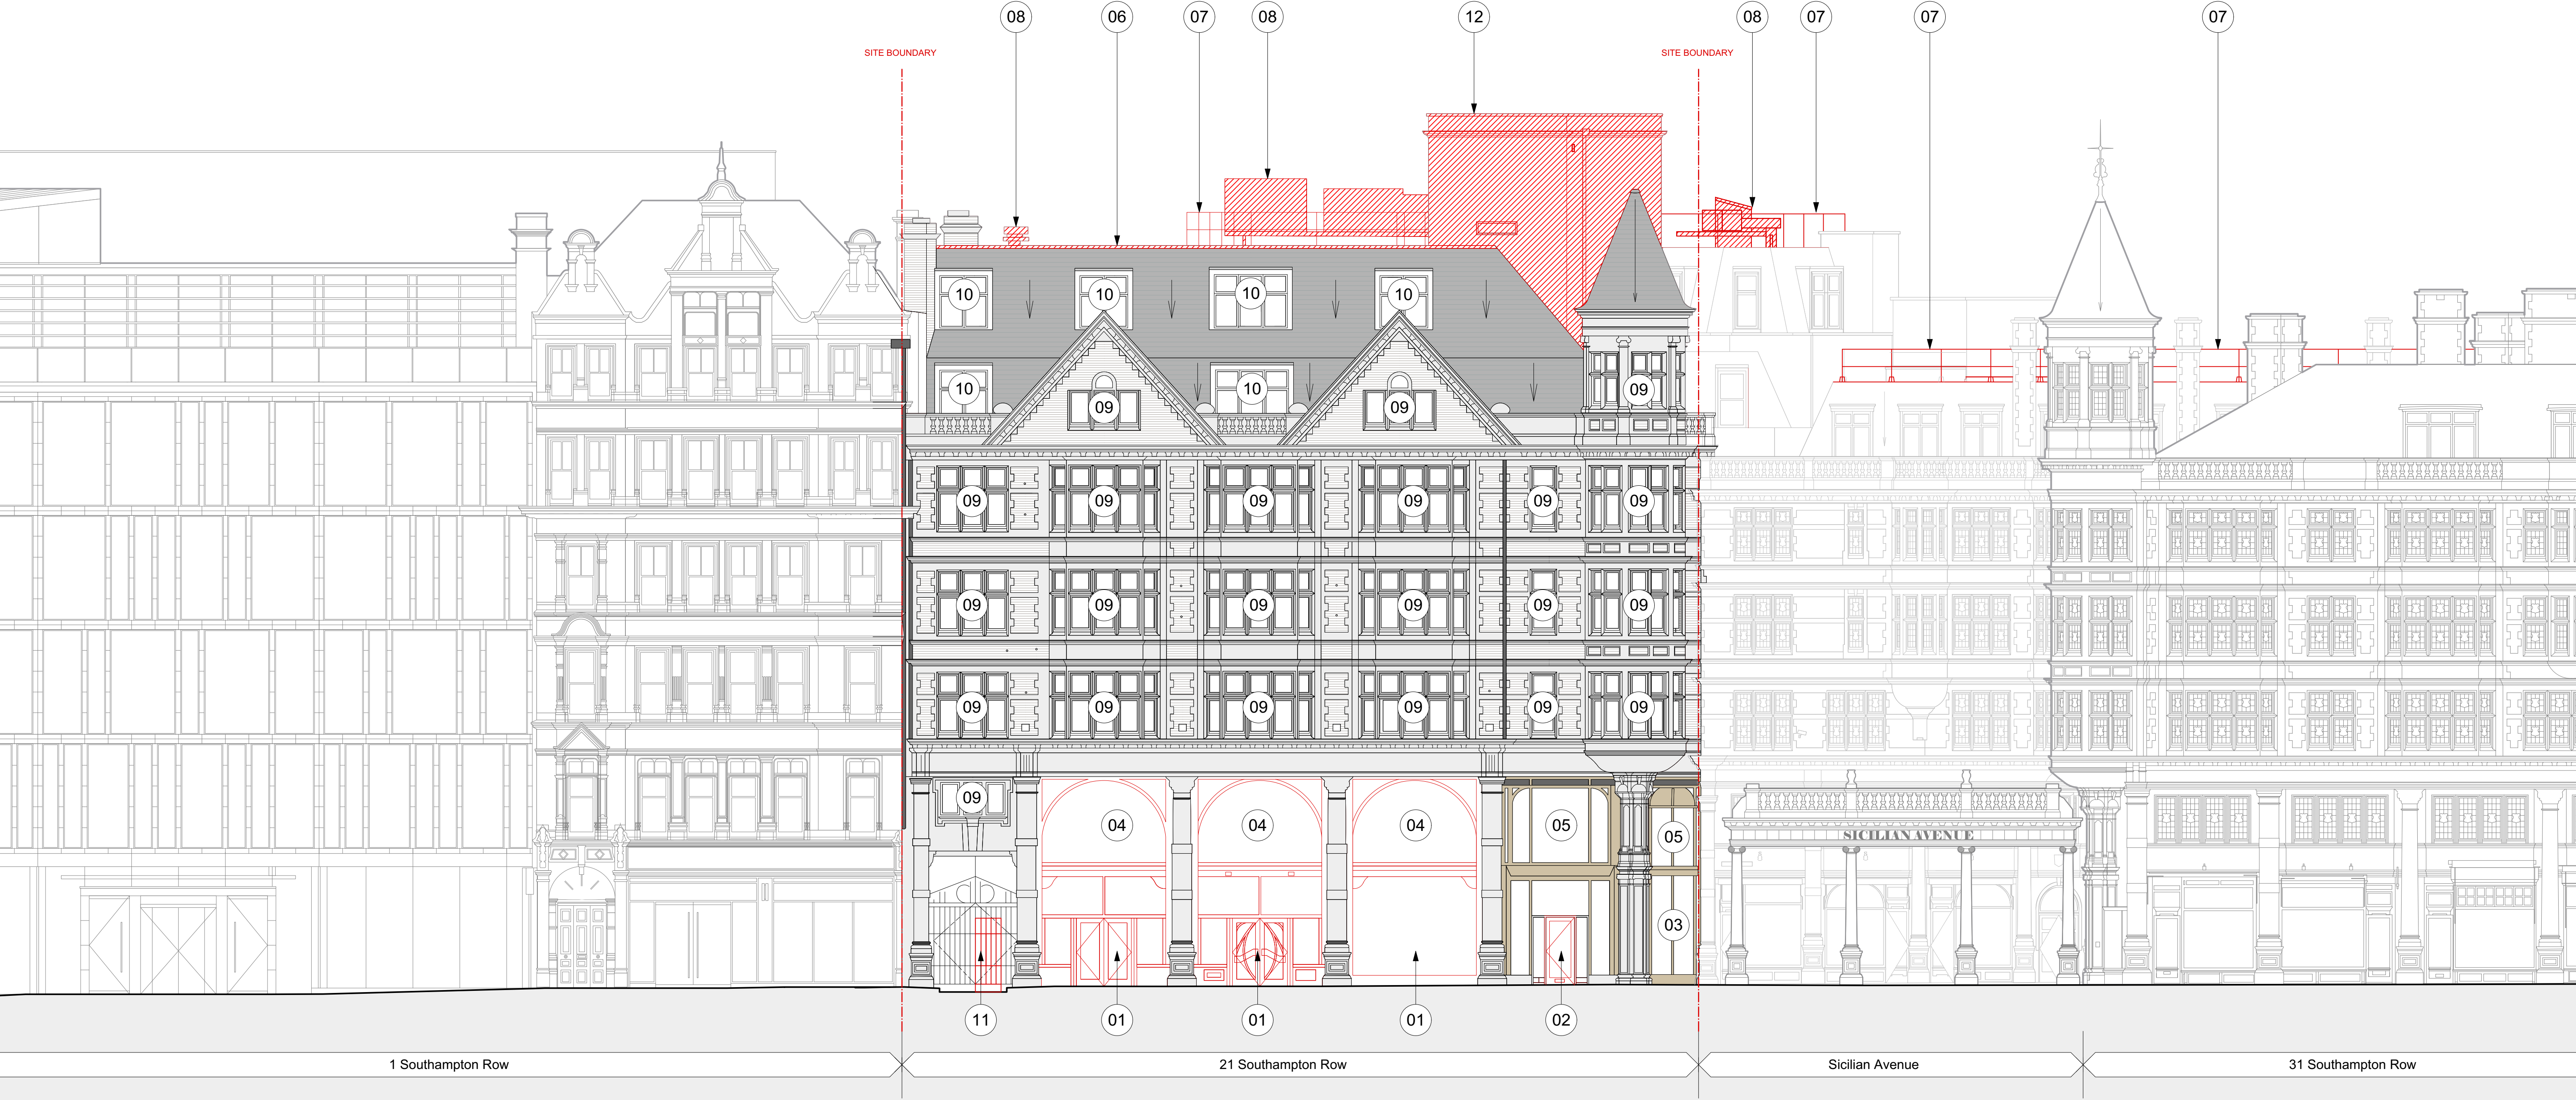 08 06 07 08 12 08 07 07 07
SITE BOUNDARY SITE BOUNDARY
10 10 10 10
10 10 09
09 09
09 09 09 09 09 09
09 09 09 09 09 09
09 09 09 09 09 09
09
04 04 04 05 05
SICILIAN AVENUE
03
11 01 01 01 02
1 Southampton Row 21 Southampton Row Sicilian Avenue 31 Southampton Row